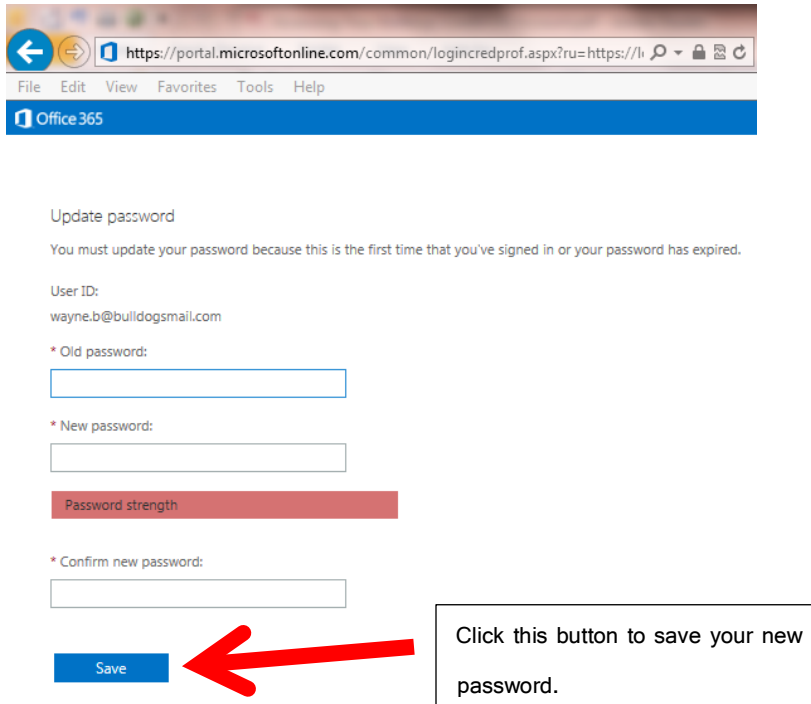 https://portal.microsoftonline.com/common/logincredprof.aspx?ru=https://l
File Edit View Favorites Tools Help
Office 365
Update password
You must update your password because this is the first time that you've signed in or your password has expired.
User ID:
wayne.b@bulldogsmail.com
* Old password:
* New password:
Password strength
* Confirm new password:
Click this button to save your new
Save
password.